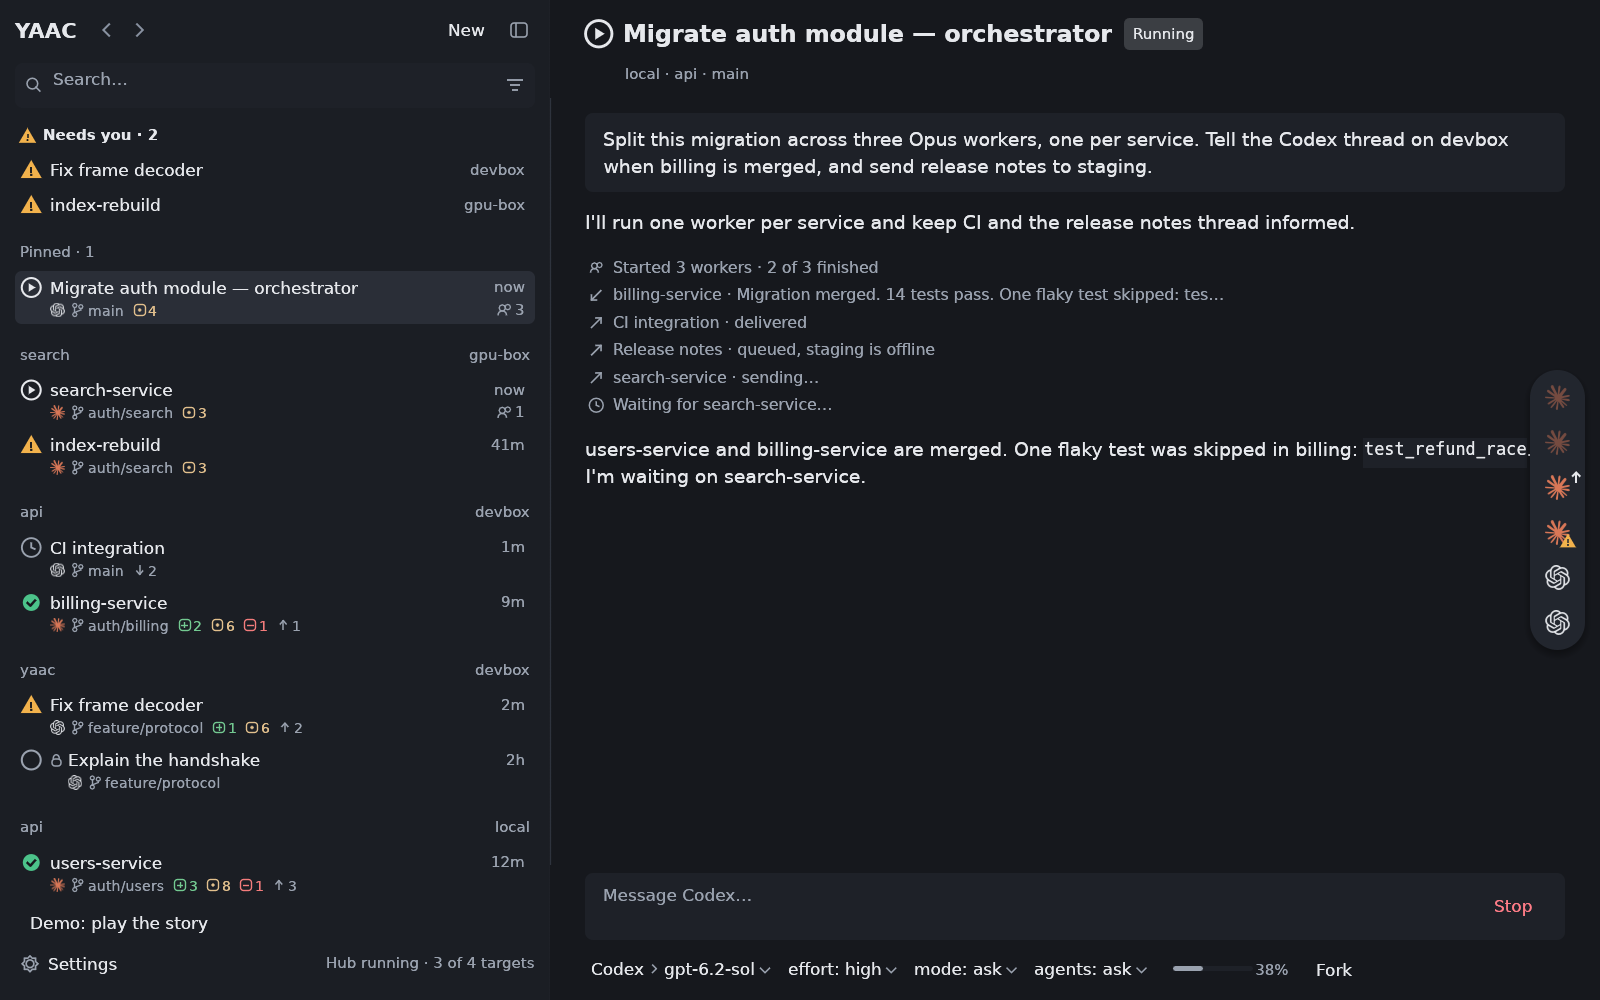 YAAC
New
Search...
Needs you · 2
Fix frame decoder devbox
index-rebuild gpu-box
Pinned · 1
Migrate auth module — orchestrator now
main 4 3
search gpu-box
search-service now
auth/search 3 1
index-rebuild 41m
auth/search 3
api devbox
CI integration 1m
main ↓2
billing-service 9m
auth/billing 2 6 1 ↑1
yaac devbox
Fix frame decoder 2m
feature/protocol 1 6 ↑2
Explain the handshake 2h
feature/protocol
api local
users-service 12m
auth/users 3 8 1 ↑3
Demo: play the story
Settings Hub running · 3 of 4 targets
Migrate auth module — orchestrator Running
local · api · main
Split this migration across three Opus workers, one per service. Tell the Codex thread on devbox
when billing is merged, and send release notes to staging.
I'll run one worker per service and keep CI and the release notes thread informed.
Started 3 workers · 2 of 3 finished
billing-service · Migration merged. 14 tests pass. One flaky test skipped: tes…
CI integration · delivered
Release notes · queued, staging is offline
search-service · sending…
Waiting for search-service…
users-service and billing-service are merged. One flaky test was skipped in billing: test_refund_race.
I'm waiting on search-service.
Message Codex…
Stop
Codex > gpt-6.2-sol effort: high mode: ask agents: ask 38% Fork